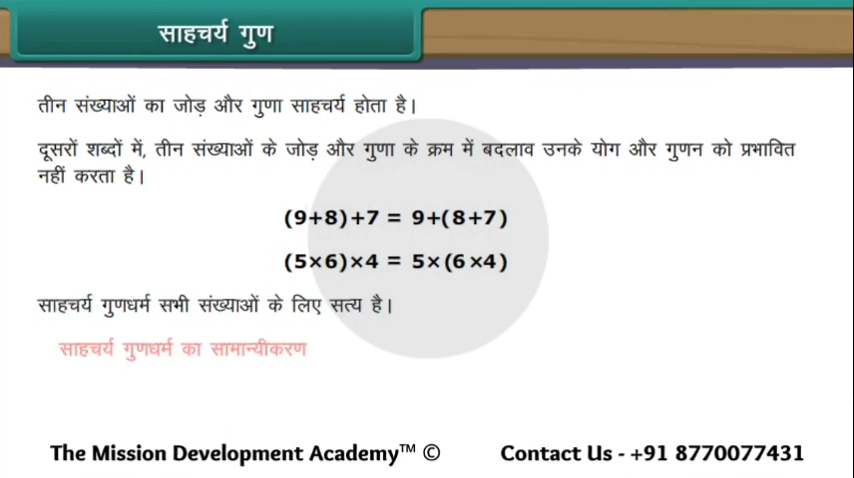 साहचर्य गुण
तीन संख्याओं का जोड़ और गुणा साहचर्य होता है।
दूसरों शब्दों में, तीन संख्याओं के जोड़ और गुणा के क्रम में बदलाव उनके योग और गुणन को प्रभावित
नहीं करता है।
(9+8)+7 = 9+(8+7)
(5×6)×4 = 5×(6×4)
साहचर्य गुणधर्म सभी संख्याओं के लिए सत्य है।
साहचर्य गुणधर्म का सामान्यीकरण
The Mission Development Academy™ © Contact Us - +91 8770077431